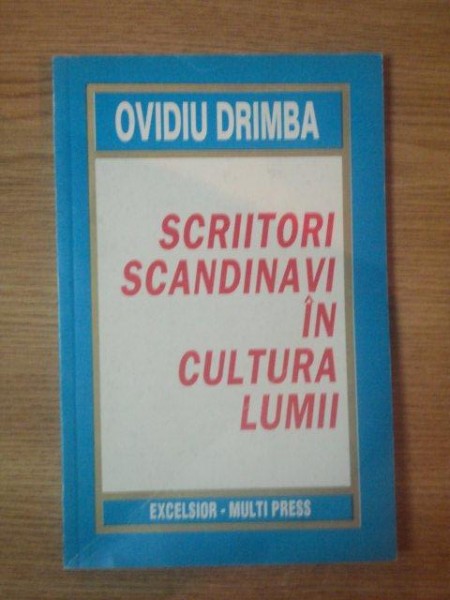 OVIDIU DRIMBA
SCRIITORI
SCANDINAVI
ÎN
CULTURA
LUMII
EXCELSIOR - MULTI PRESS